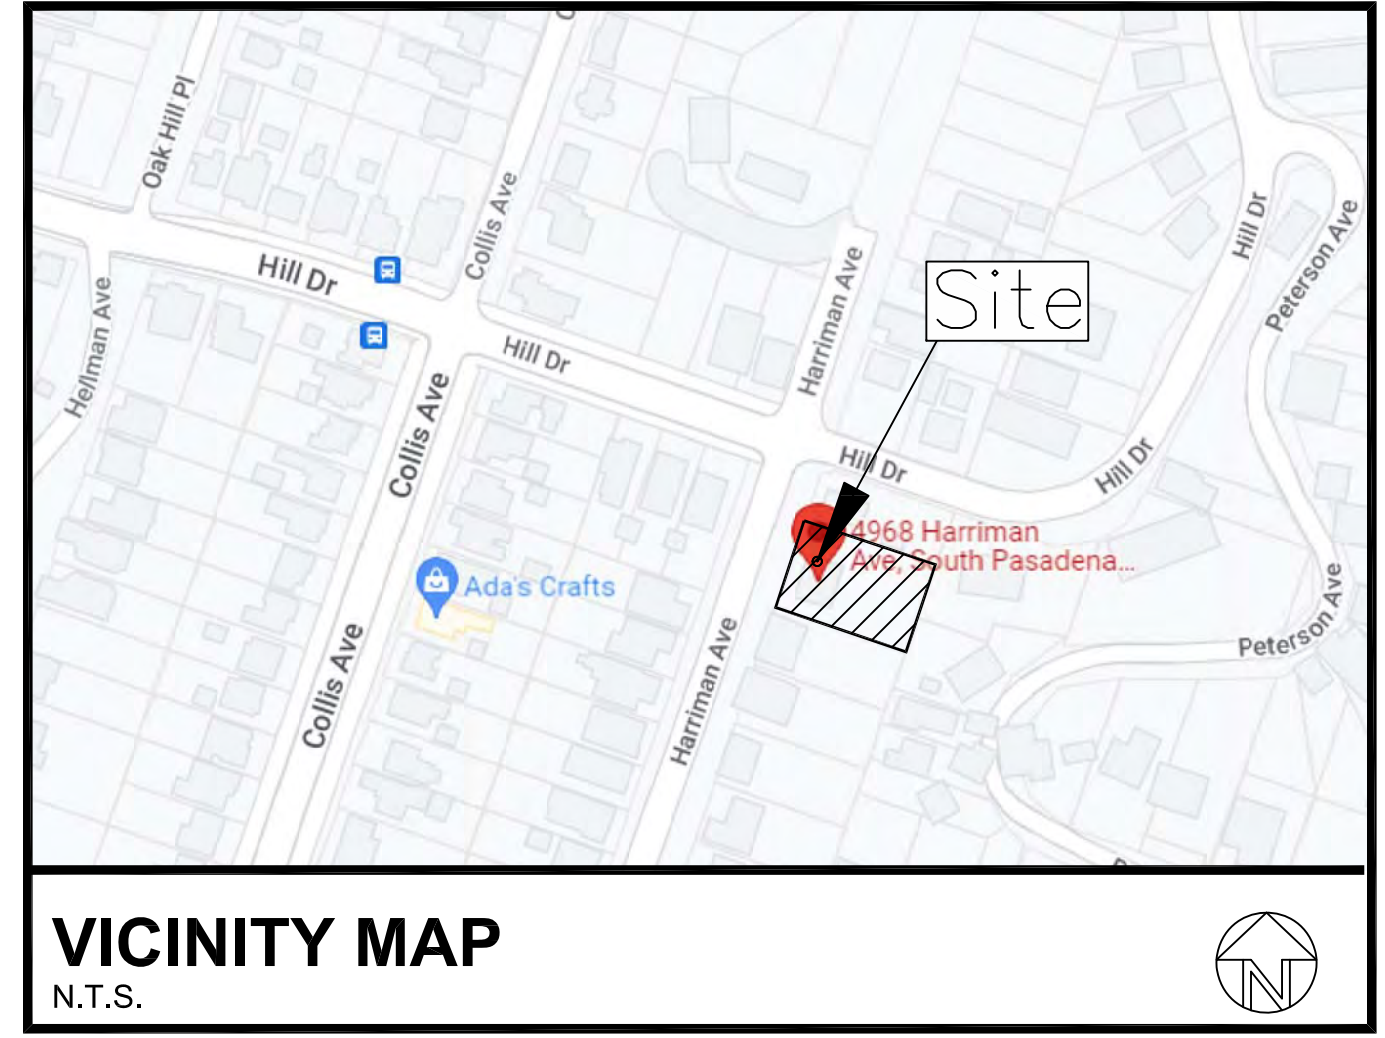 Oak Hill Pl
Collis Ave
Hill Dr
Hill Dr
Peterson Ave
Harriman Ave
Site
Hellman Ave
Hill Dr
Collis Ave
Hill Dr
Hill Dr
4968 Harriman
Ave, South Pasadena...
Ada's Crafts
Peterson Ave
Collis Ave
Harriman Ave
VICINITY MAP
N.T.S.
N